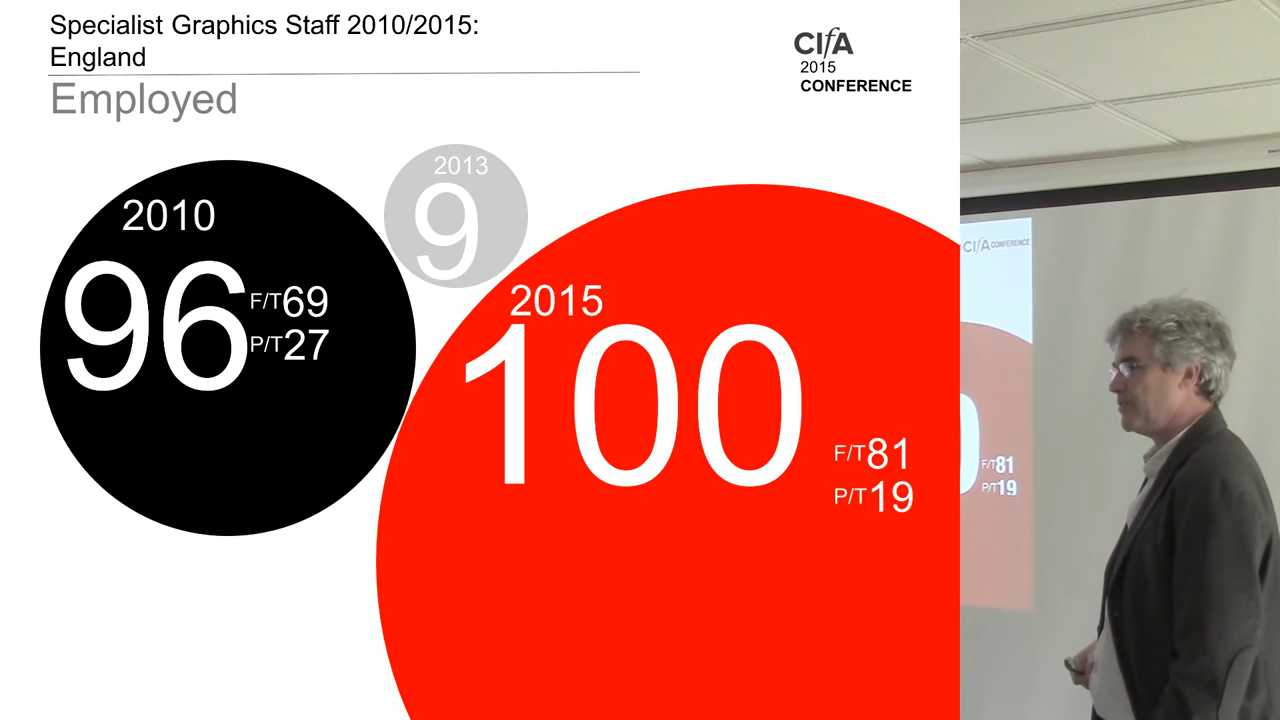 Specialist Graphics Staff 2010/2015:
England
Employed
CIfA
2015
CONFERENCE
2010
96
F/T69
P/T27
2013
9
2015
100
F/T81
P/T19
CIfA CONFERENCE
F/T81
P/T19